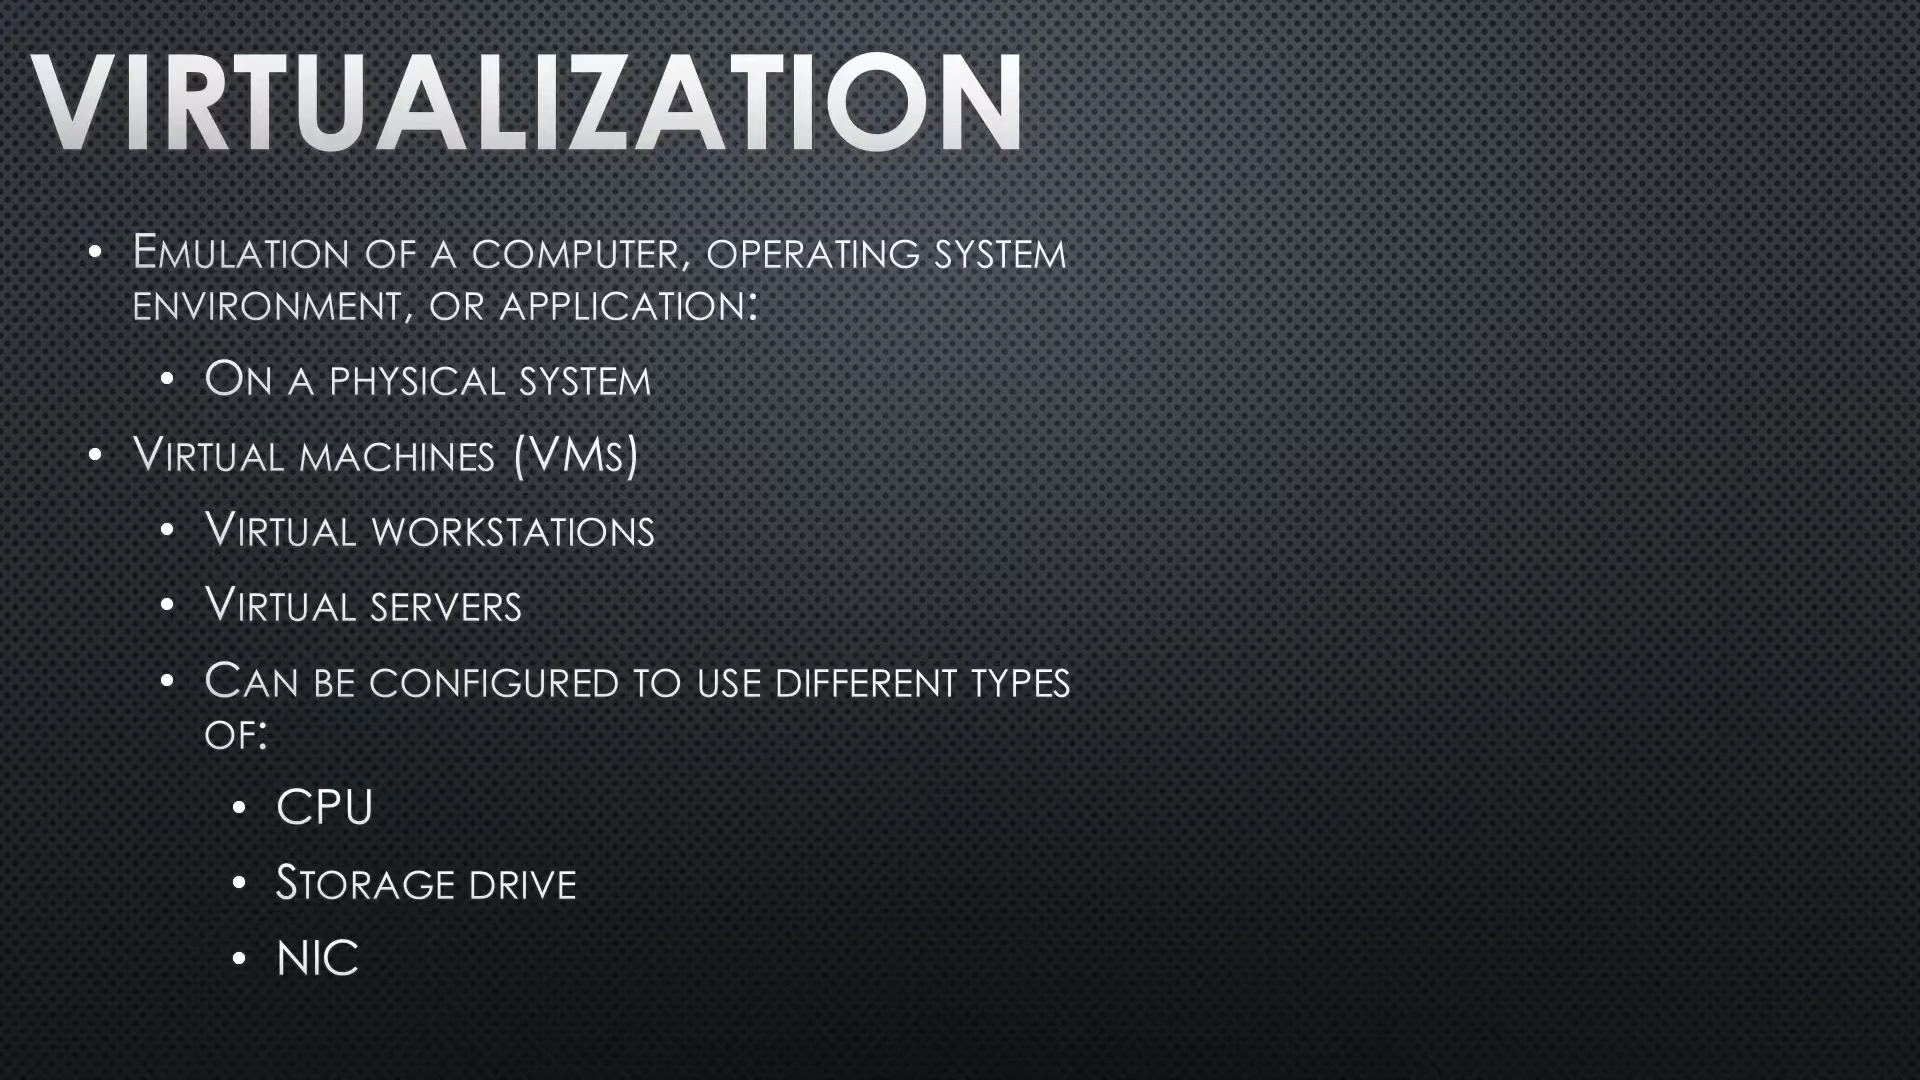 VIRTUALIZATION
• Emulation of a computer, operating system
environment, or application:
• On a physical system
• Virtual machines (VMs)
• Virtual workstations
• Virtual servers
• Can be configured to use different types
of:
• CPU
• Storage drive
• NIC